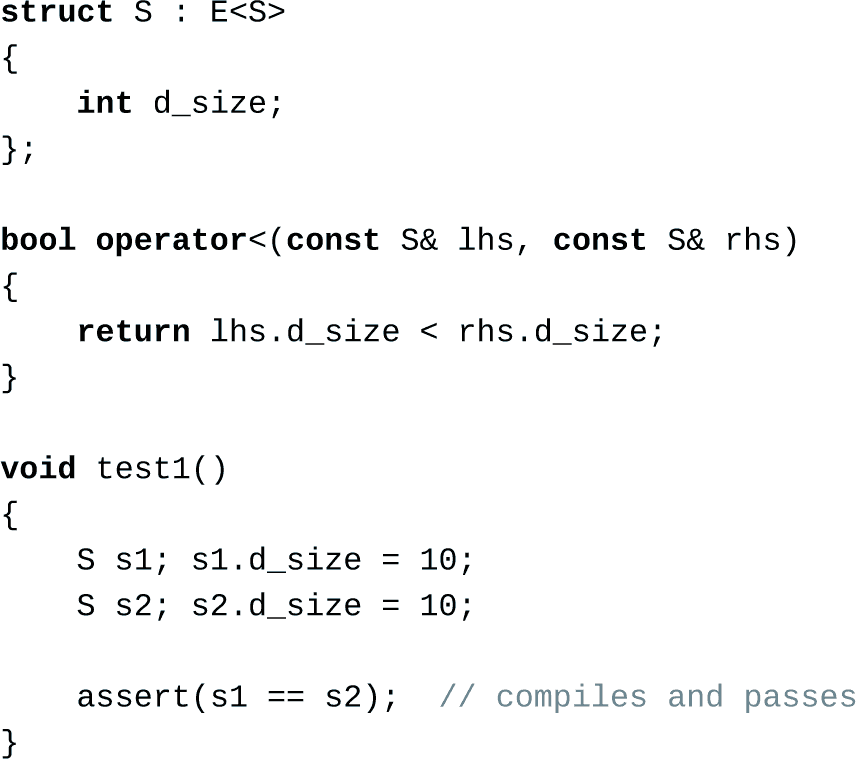 struct S : E<S>
{
    int d_size;
};

bool operator<(const S& lhs, const S& rhs)
{
    return lhs.d_size < rhs.d_size;
}

void test1()
{
    S s1; s1.d_size = 10;
    S s2; s2.d_size = 10;

    assert(s1 == s2);  // compiles and passes
}